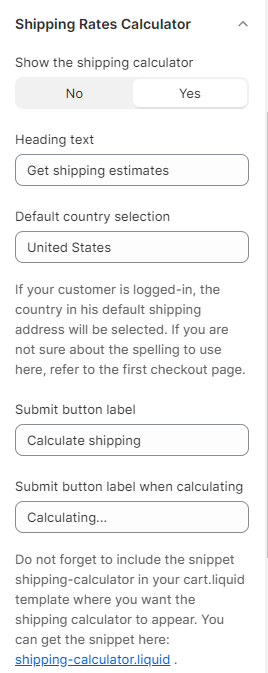 Shipping Rates Calculator
Show the shipping calculator
No Yes
Heading text
Get shipping estimates
Default country selection
United States
If your customer is logged-in, the
country in his default shipping
address will be selected. If you are
not sure about the spelling to use
here, refer to the first checkout page.
Submit button label
Calculate shipping
Submit button label when calculating
Calculating...
Do not forget to include the snippet
shipping-calculator in your cart.liquid
template where you want the
shipping calculator to appear. You
can get the snippet here:
shipping-calculator.liquid .